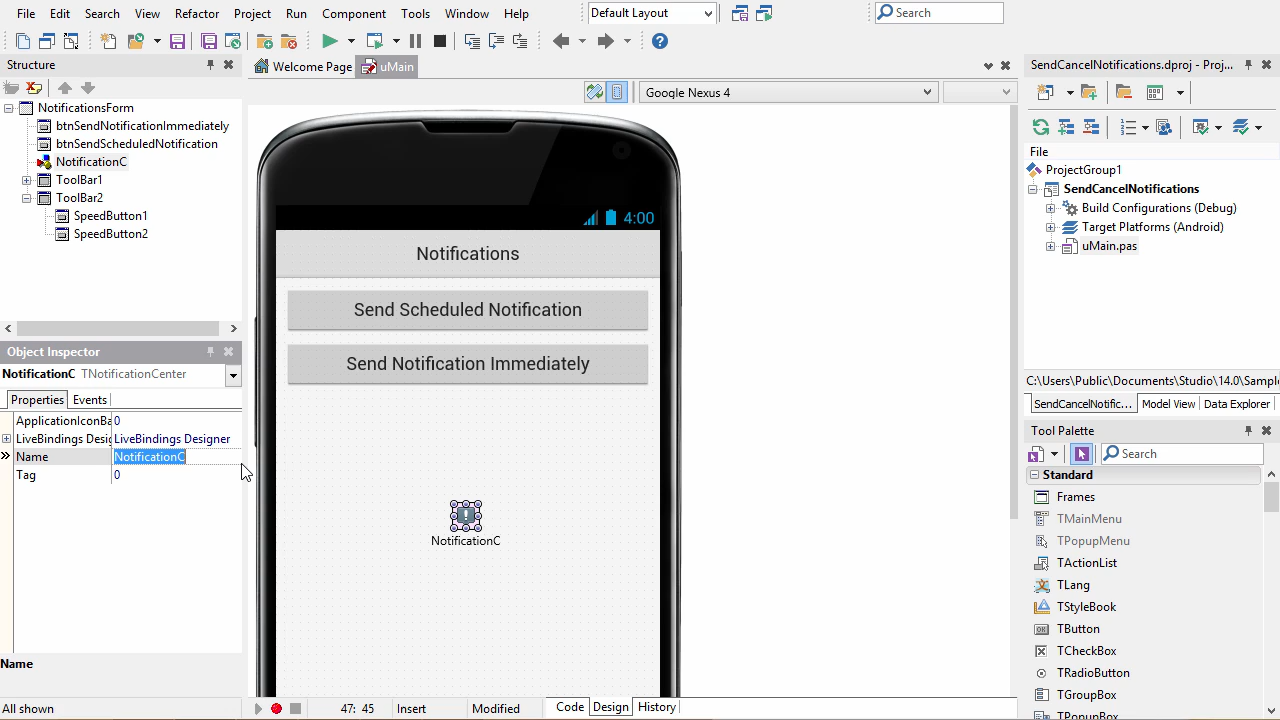 File Edit Search View Refactor Project Run Component Tools Window Help
Default Layout
Search
Structure
NotificationsForm
btnSendNotificationImmediately
btnSendScheduledNotification
NotificationC
ToolBar1
ToolBar2
SpeedButton1
SpeedButton2
Object Inspector
NotificationC TNotificationCenter
Properties Events
ApplicationIconBa 0
LiveBindings Desig LiveBindings Designer
Name NotificationC
Tag 0
Name
All shown
Welcome Page uMain
Google Nexus 4
4:00
Notifications
Send Scheduled Notification
Send Notification Immediately
NotificationC
47: 45 Insert Modified Code Design History
SendCancelNotifications.dproj - Proj...
File
ProjectGroup1
SendCancelNotifications
Build Configurations (Debug)
Target Platforms (Android)
uMain.pas
C:\Users\Public\Documents\Studio\14.0\Sampl
SendCancelNotific... Model View Data Explorer
Tool Palette
Search
Standard
Frames
TMainMenu
TPopupMenu
TActionList
TLang
TStyleBook
TButton
TCheckBox
TRadioButton
TGroupBox
TPopupBox